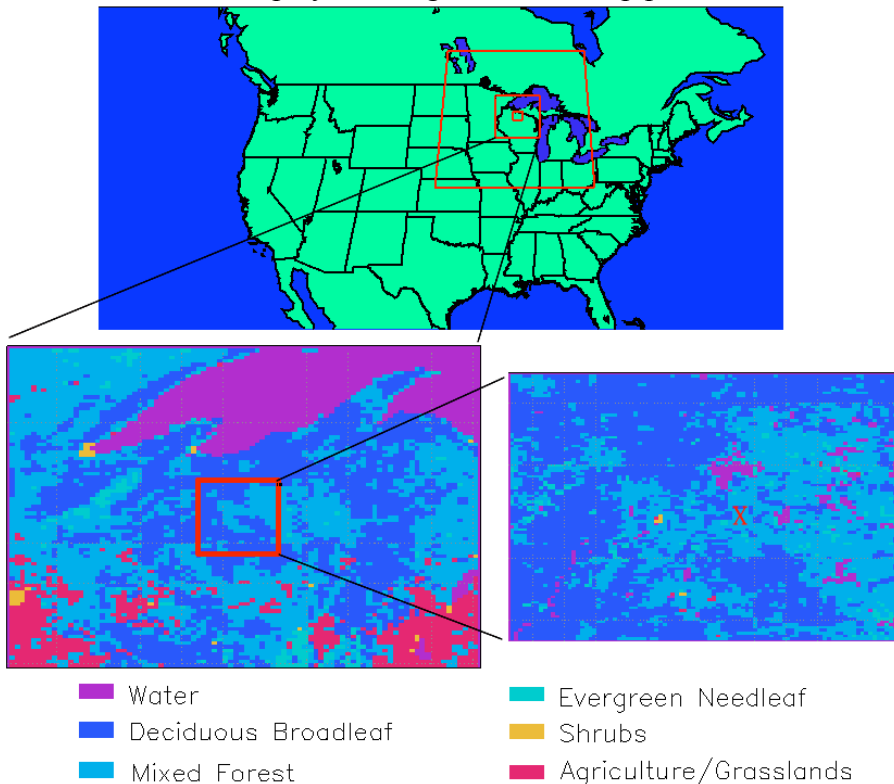 X
Water
Deciduous Broadleaf
Mixed Forest
Evergreen Needleaf
Shrubs
Agriculture/Grasslands